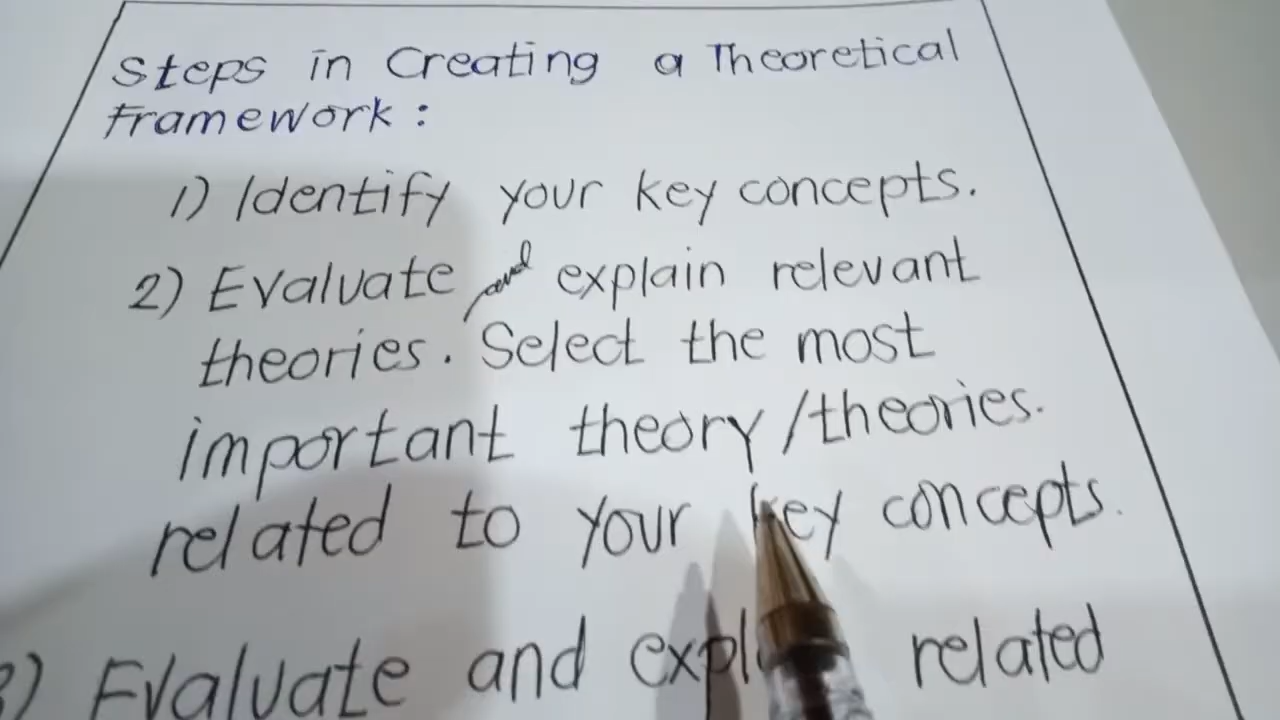 Steps in Creating a Theoretical
Framework :
1) Identify your key concepts.
2) Evaluate and explain relevant
theories. Select the most
important theory/theories.
related to your key concepts.
3) Evaluate and related